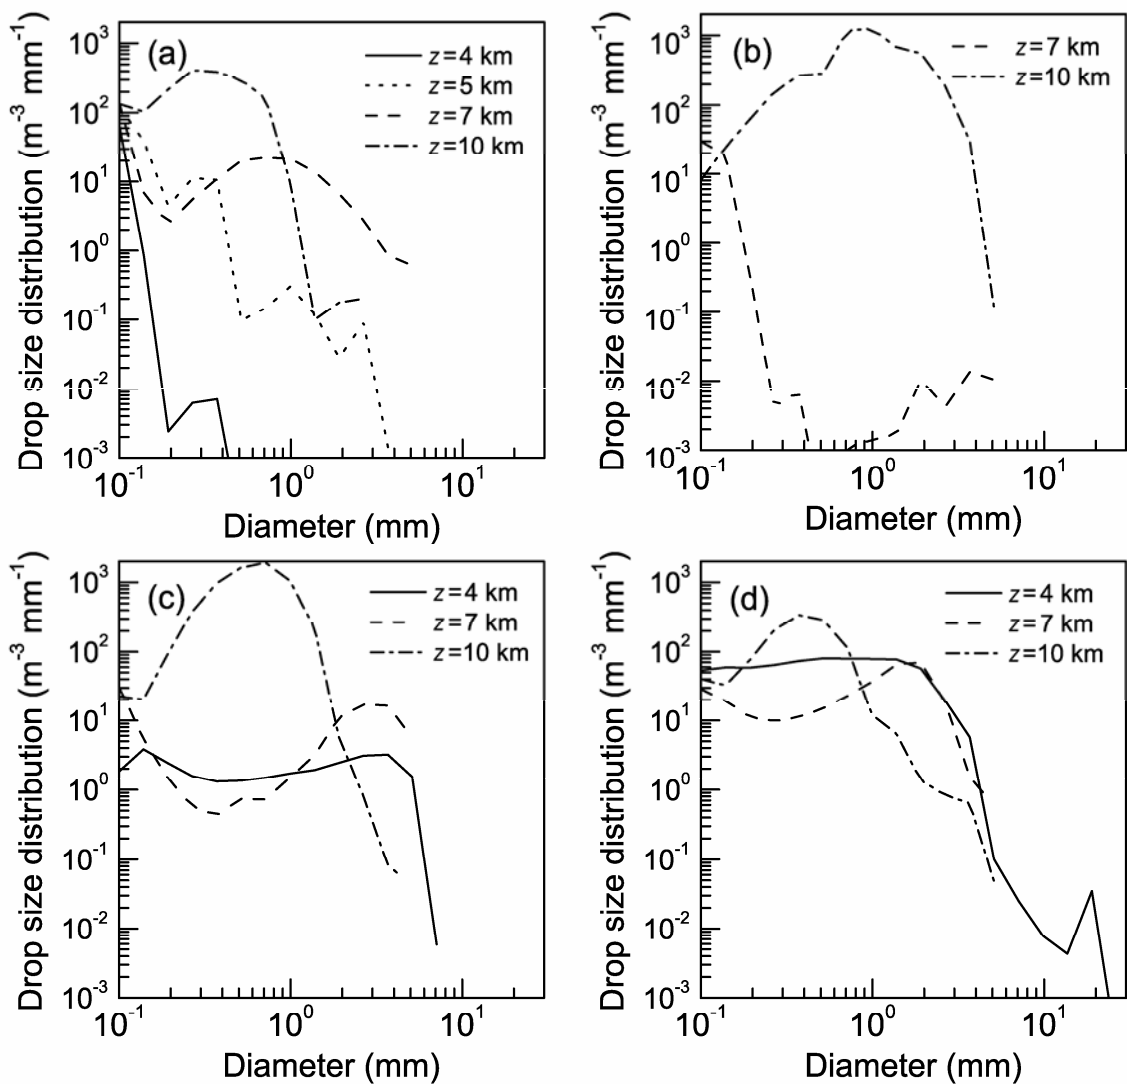 (a)
z=4 km
z=5 km
z=7 km
z=10 km
10³
10²
10¹
10⁰
10⁻¹
10⁻²
10⁻³
10⁻¹ 10⁰ 10¹
Drop size distribution (m⁻³ mm⁻¹)
Diameter (mm)
(b)
z=7 km
z=10 km
10³
10²
10¹
10⁰
10⁻¹
10⁻²
10⁻³
10⁻¹ 10⁰ 10¹
Drop size distribution (m⁻³ mm⁻¹)
Diameter (mm)
(c)
z=4 km
z=7 km
z=10 km
10³
10²
10¹
10⁰
10⁻¹
10⁻²
10⁻³
10⁻¹ 10⁰ 10¹
Drop size distribution (m⁻³ mm⁻¹)
Diameter (mm)
(d)
z=4 km
z=7 km
z=10 km
10³
10²
10¹
10⁰
10⁻¹
10⁻²
10⁻³
10⁻¹ 10⁰ 10¹
Drop size distribution (m⁻³ mm⁻¹)
Diameter (mm)